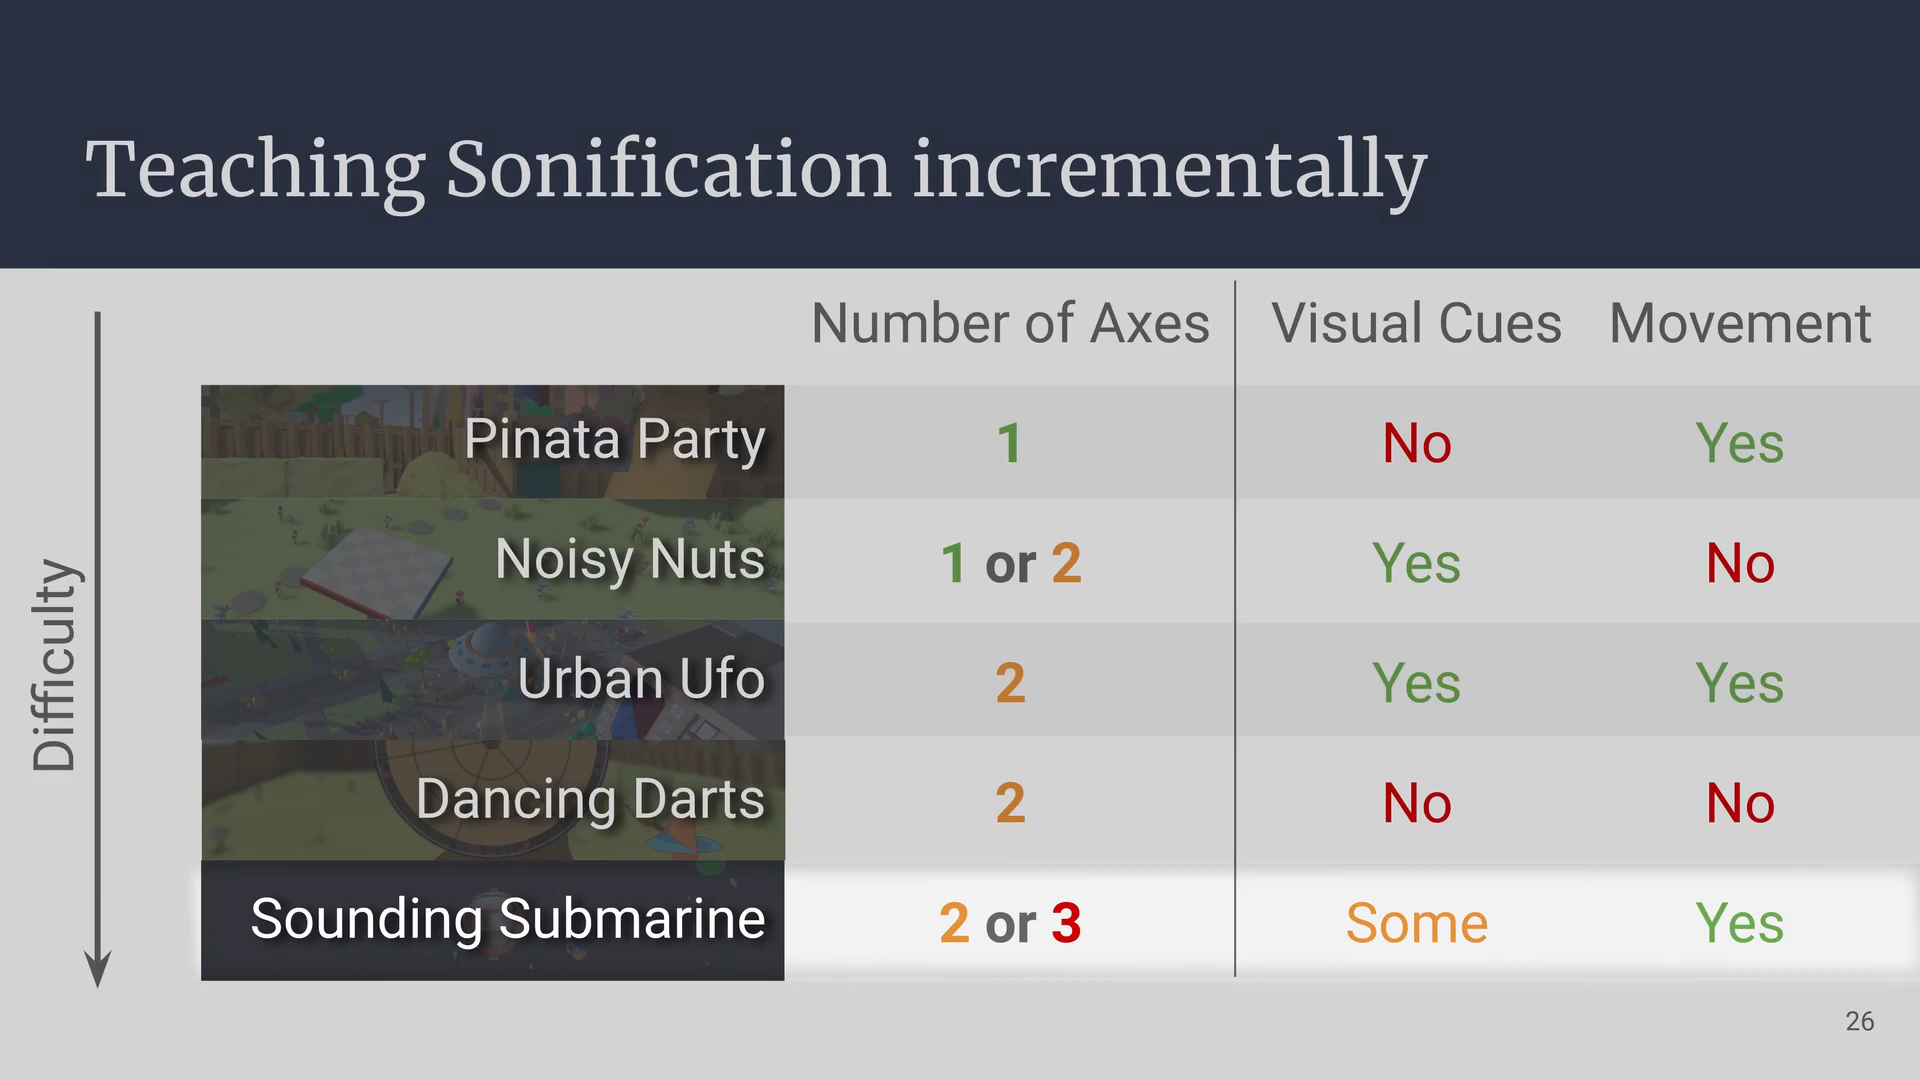 Teaching Sonification incrementally
Number of Axes Visual Cues Movement
Difficulty
Pinata Party 1 No Yes
Noisy Nuts 1 or 2 Yes No
Urban Ufo 2 Yes Yes
Dancing Darts 2 No No
Sounding Submarine 2 or 3 Some Yes
26